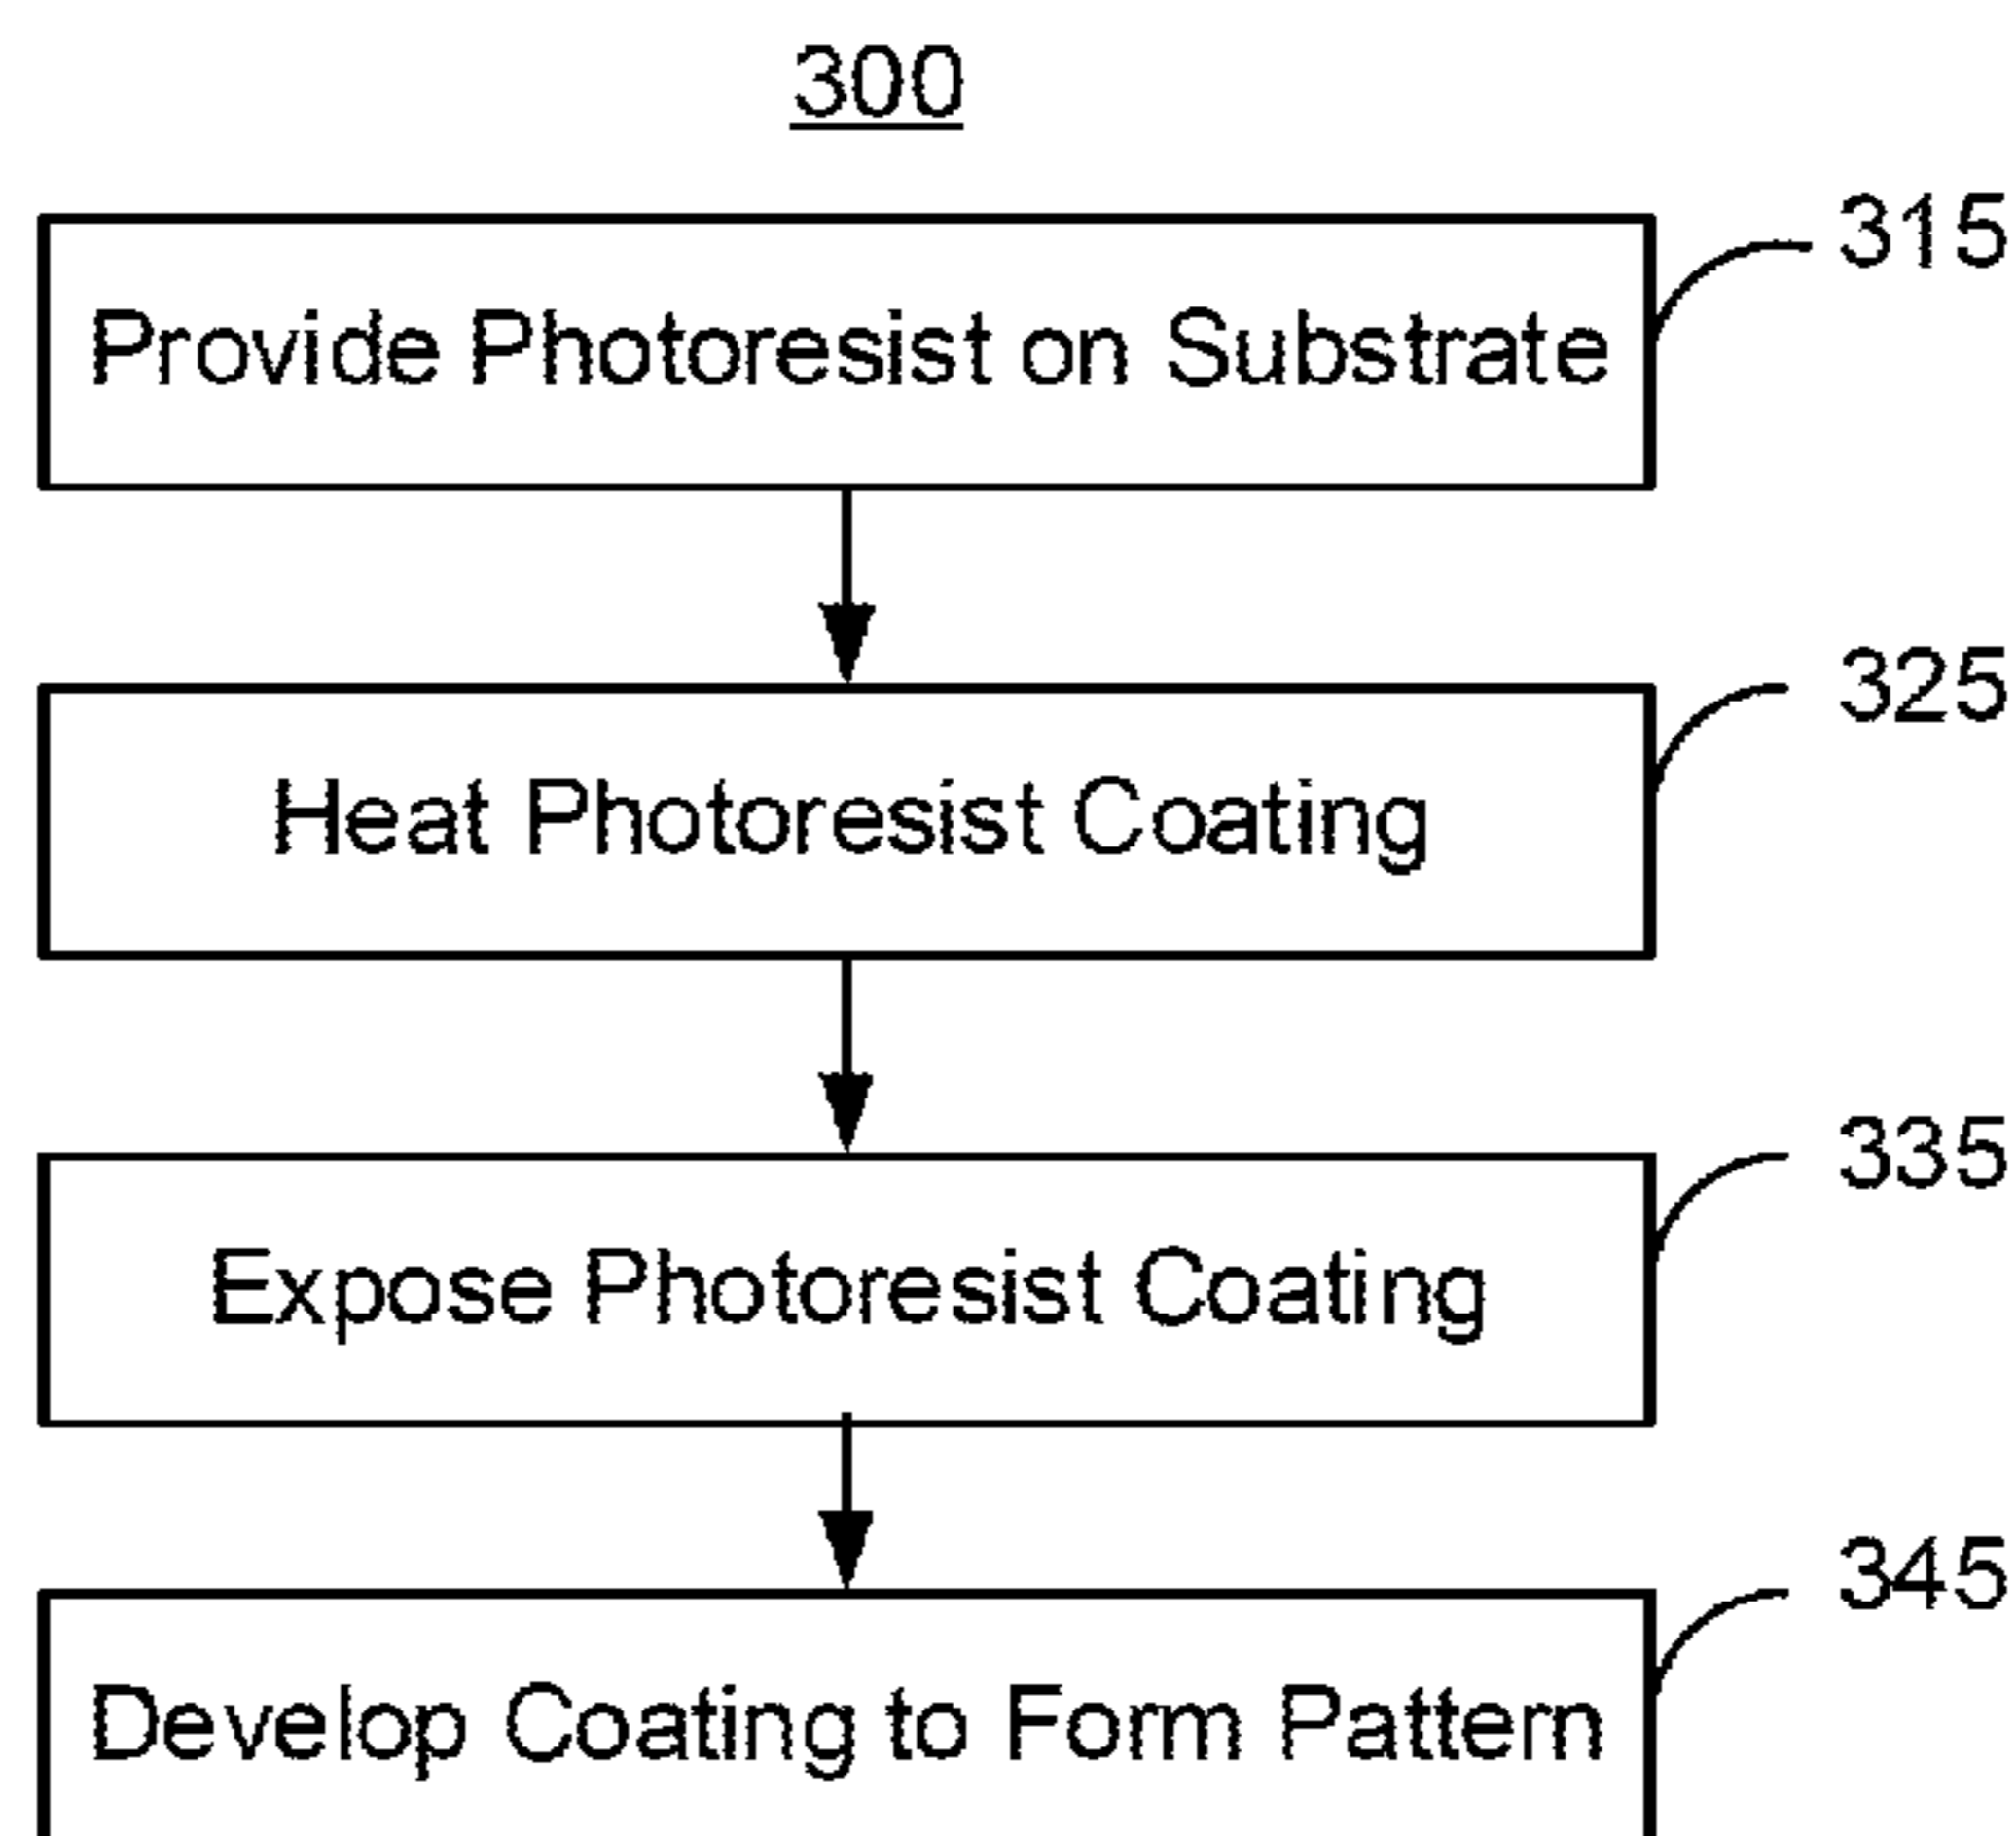 300
315
Provide Photoresist on Substrate
325
Heat Photoresist Coating
335
Expose Photoresist Coating
345
Develop Coating to Form Pattern